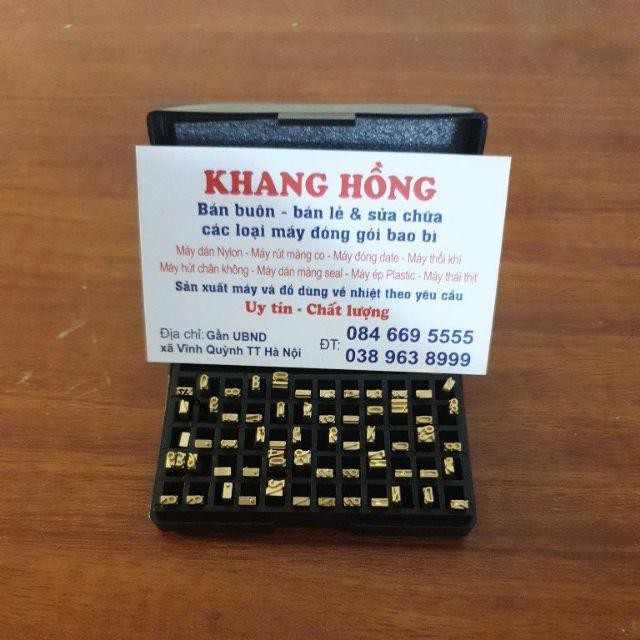 KHANG HỒNG
Bán buôn - bán lẻ & sửa chữa
các loại máy đóng gói bao bì
Máy dán Nylon - Máy rút màng co - Máy đóng date - Máy thổi khí
Máy hút chân không - Máy dán màng seal - Máy ép Plastic - Máy thái thịt
Sản xuất máy và đồ dùng về nhiệt theo yêu cầu
Uy tín - Chất lượng
Địa chỉ: Gần UBND
xã Vĩnh Quỳnh TT Hà Nội
ĐT: 084 669 5555
038 963 8999